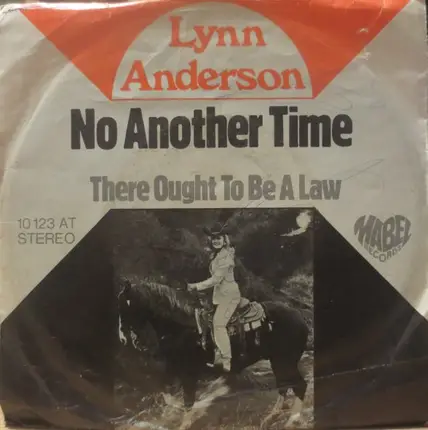 Lynn
Anderson
No Another Time
There Ought To Be A Law
10 123 AT
STEREO
MABEL
RECORDS